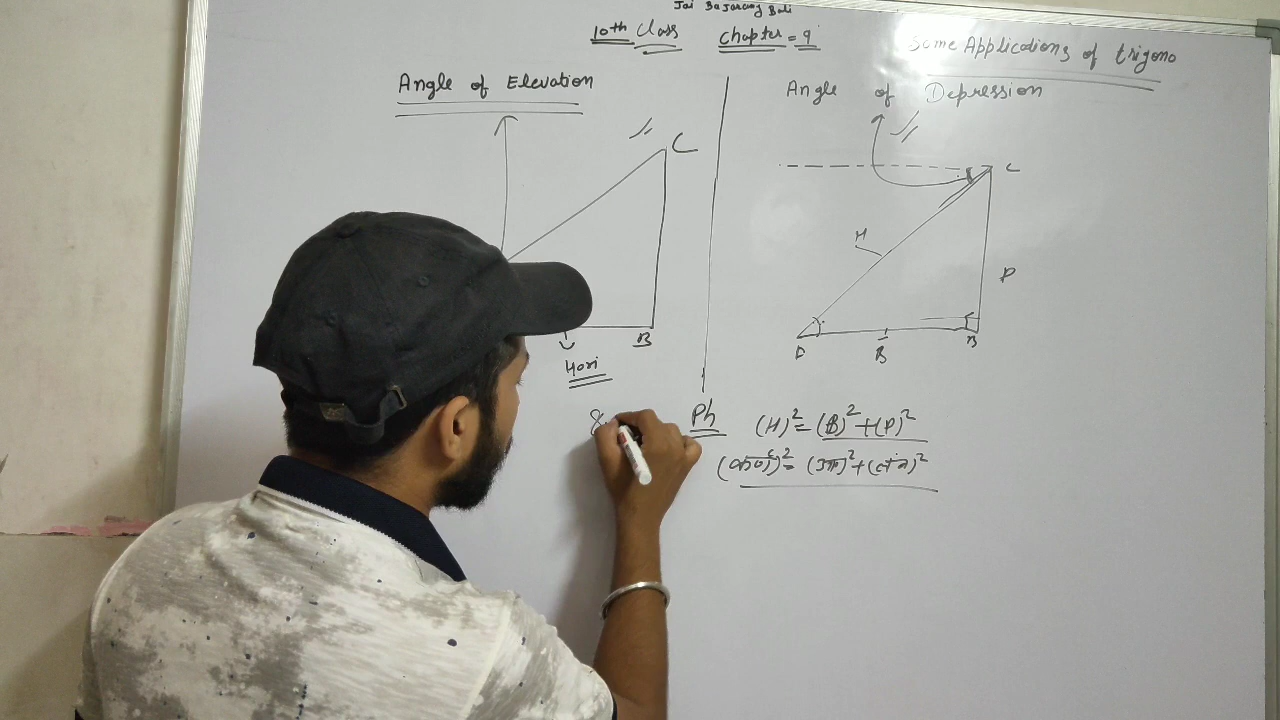 Jai Bajarang Bali
10th Class Chapter = 9
Some Applications of trigono
Angle of Elevation
Angle of Depression
C
C
H
P
B
Hori
B
B
Ph
(H)²=(B)²+(P)²
8